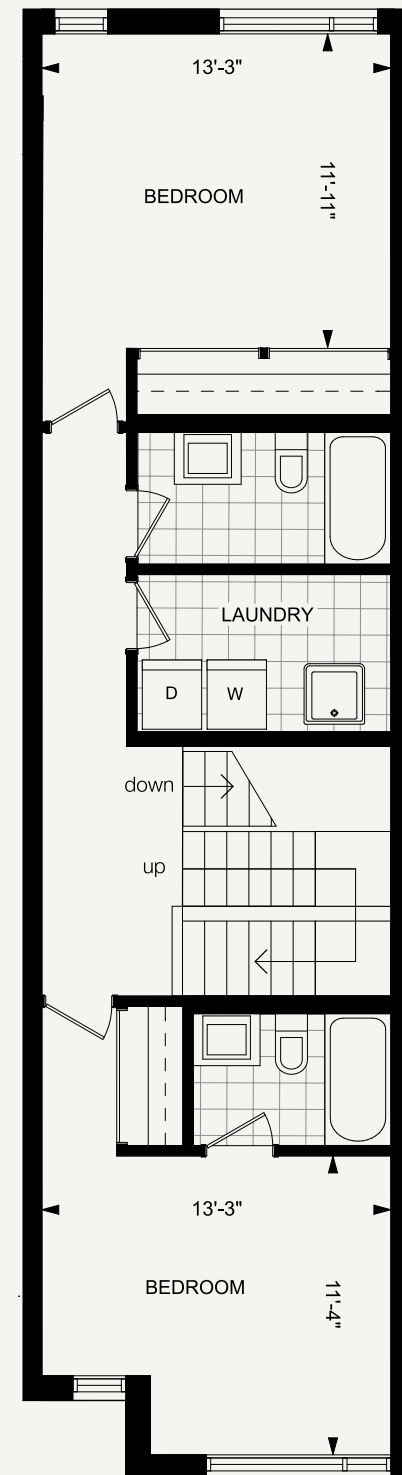 13'-3"
11'-11"
BEDROOM
LAUNDRY
D
W
down
up
13'-3"
BEDROOM
11'-4"